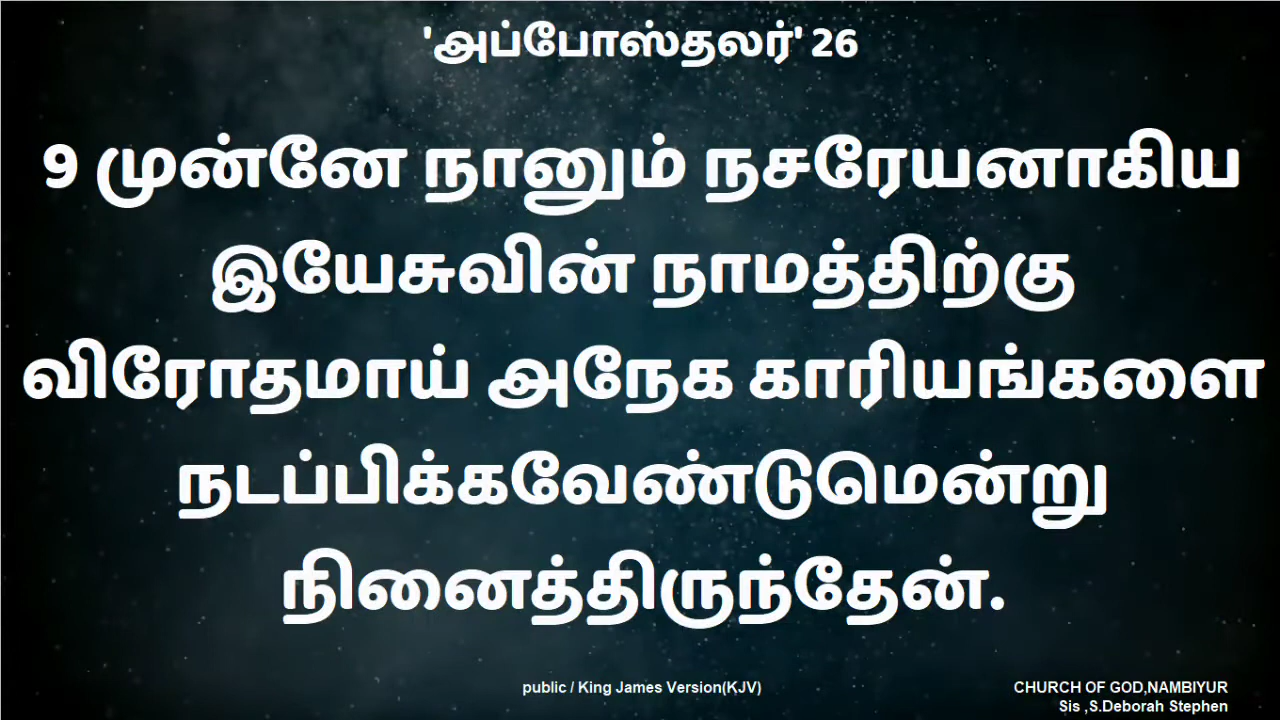 'அப்போஸ்தலர்' 26
9 முன்னே நானும் நசரேயனாகிய
இயேசுவின் நாமத்திற்கு
விரோதமாய் அநேக காரியங்களை
நடப்பிக்கவேண்டுமென்று
நினைத்திருந்தேன்.
public / King James Version(KJV)
CHURCH OF GOD,NAMBIYUR
Sis ,S.Deborah Stephen